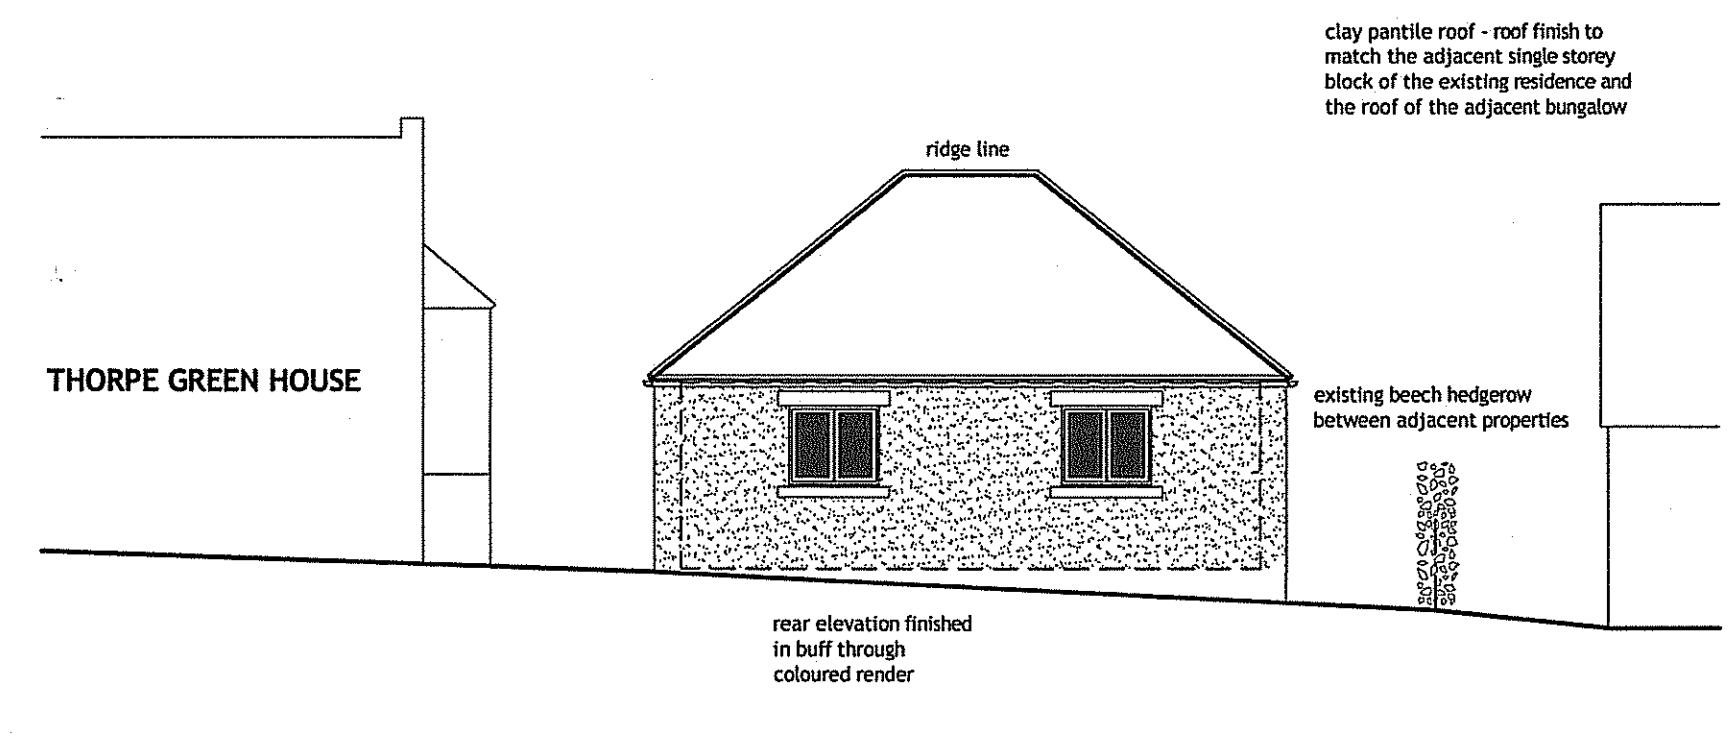 clay pantile roof - roof finish to
match the adjacent single storey
block of the existing residence and
the roof of the adjacent bungalow
ridge line
THORPE GREEN HOUSE
existing beech hedgerow
between adjacent properties
rear elevation finished
in buff through
coloured render